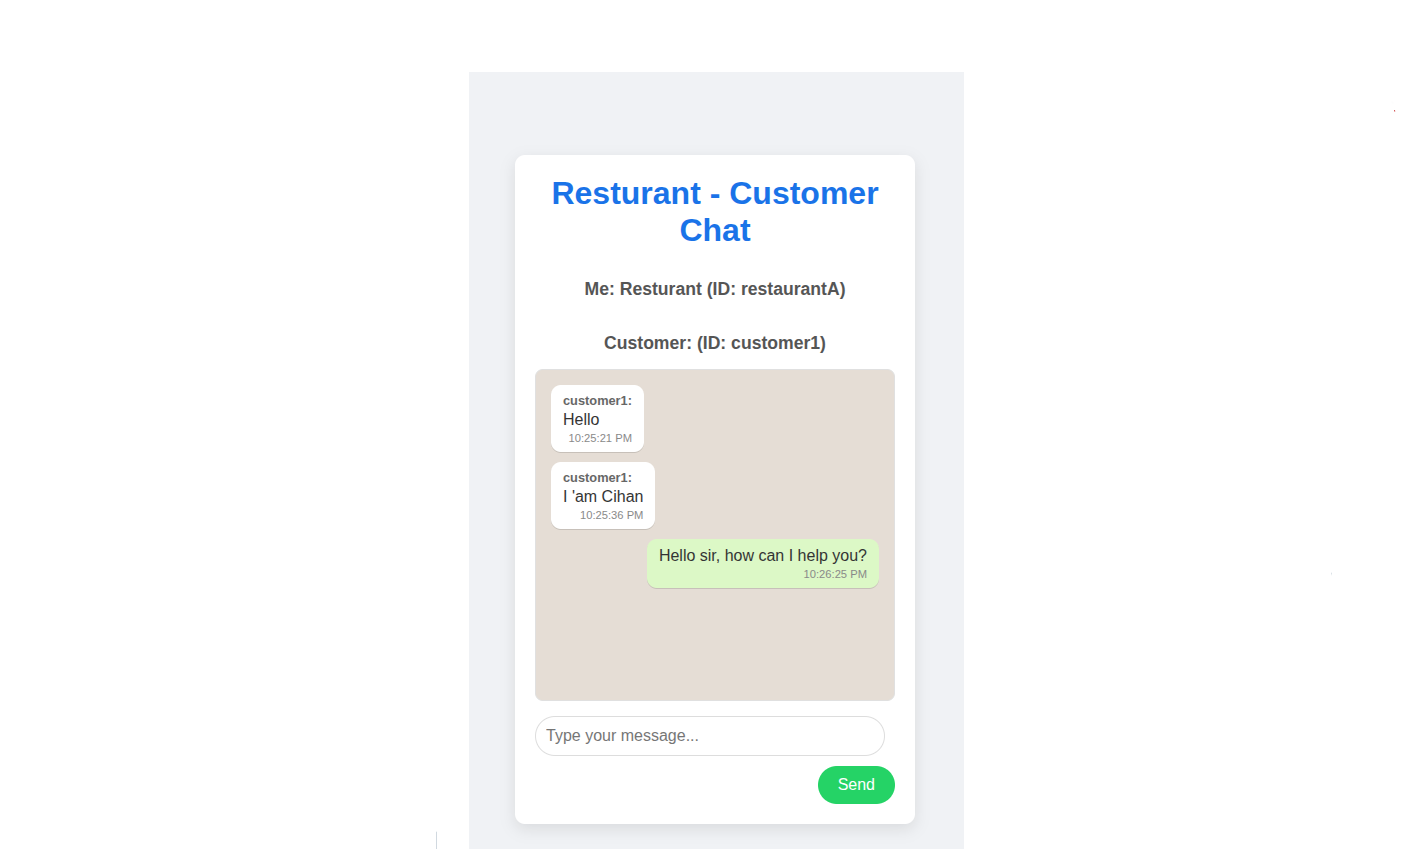 Resturant - Customer
Chat
Me: Resturant (ID: restaurantA)
Customer: (ID: customer1)
customer1:
Hello
10:25:21 PM
customer1:
I 'am Cihan
10:25:36 PM
Hello sir, how can I help you?
10:26:25 PM
Type your message...
Send